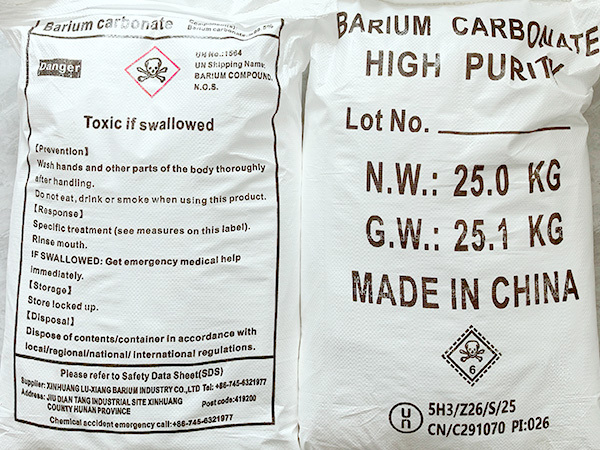 Barium carbonate
Danger
UN No.:1564
UN Shipping Name:
BARIUM COMPOUND,
N.O.S.
Toxic if swallowed
[Prevention]
Wash hands and other parts of the body thoroughly
after handling.
Do not eat, drink or smoke when using this product.
[Response]
Specific treatment (see measures on this label).
Rinse mouth.
IF SWALLOWED: Get emergency medical help
immediately.
[Storage]
Store locked up.
[Disposal]
Dispose of contents/container in accordance with
local/regional/national/ international regulations.
Please refer to Safety Data Sheet(SDS)
Supplier: XINHUANG LU-XIANG BARIUM INDUSTRY CO.,LTD Tel: +86-745-6321977
Address: JIU DIAN TANG INDUSTRIAL SITE XINHUANG
COUNTY HUNAN PROVINCE Post code:419200
Chemical accident emergency call:+86-745-6321977
BARIUM CARBONATE
HIGH PURITY
Lot No.
N.W.: 25.0 KG
G.W.: 25.1 KG
MADE IN CHINA
6
un
5H3/Z26/S/25
CN/C291070 PI:026